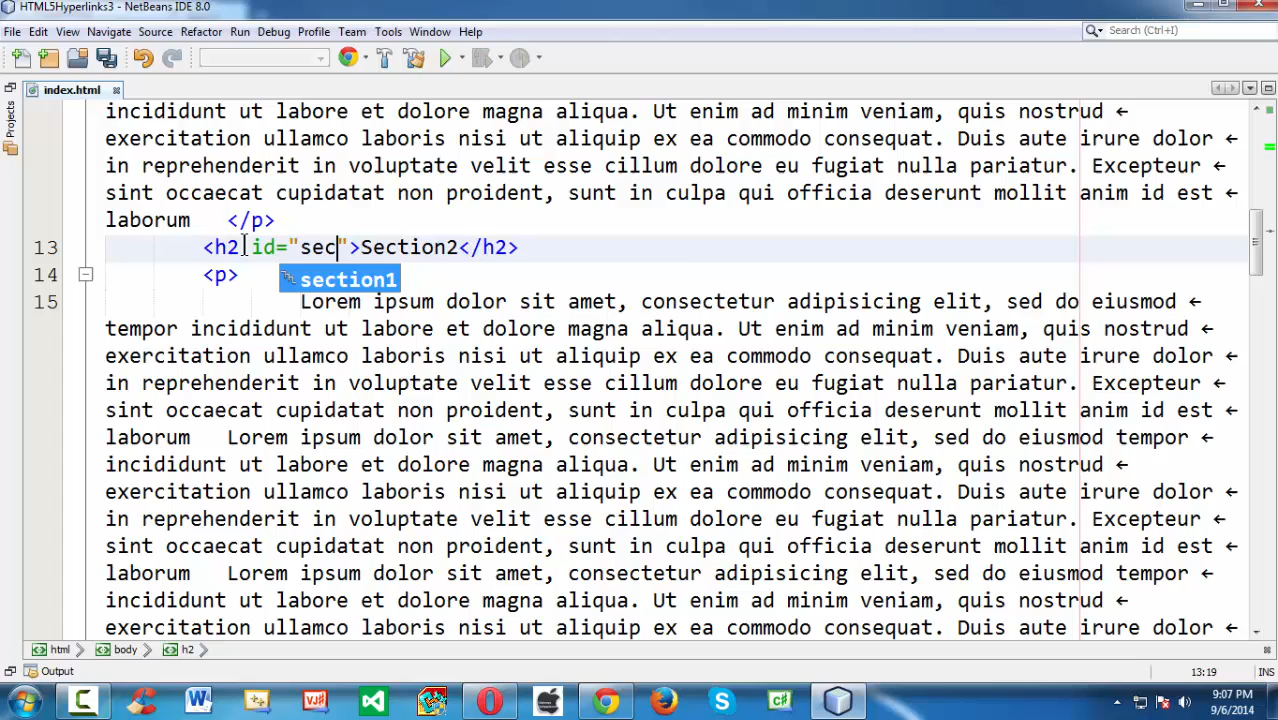 HTML5Hyperlinks3 - NetBeans IDE 8.0
File Edit View Navigate Source Refactor Run Debug Profile Team Tools Window Help
Search (Ctrl+I)
index.html
Projects
incididunt ut labore et dolore magna aliqua. Ut enim ad minim veniam, quis nostrud ←
exercitation ullamco laboris nisi ut aliquip ex ea commodo consequat. Duis aute irure dolor ←
in reprehenderit in voluptate velit esse cillum dolore eu fugiat nulla pariatur. Excepteur ←
sint occaecat cupidatat non proident, sunt in culpa qui officia deserunt mollit anim id est ←
laborum </p>
13 <h2 id="sec">Section2</h2>
14 <p>
section1
15 Lorem ipsum dolor sit amet, consectetur adipisicing elit, sed do eiusmod ←
tempor incididunt ut labore et dolore magna aliqua. Ut enim ad minim veniam, quis nostrud ←
exercitation ullamco laboris nisi ut aliquip ex ea commodo consequat. Duis aute irure dolor ←
in reprehenderit in voluptate velit esse cillum dolore eu fugiat nulla pariatur. Excepteur ←
sint occaecat cupidatat non proident, sunt in culpa qui officia deserunt mollit anim id est ←
laborum Lorem ipsum dolor sit amet, consectetur adipisicing elit, sed do eiusmod tempor ←
incididunt ut labore et dolore magna aliqua. Ut enim ad minim veniam, quis nostrud ←
exercitation ullamco laboris nisi ut aliquip ex ea commodo consequat. Duis aute irure dolor ←
in reprehenderit in voluptate velit esse cillum dolore eu fugiat nulla pariatur. Excepteur ←
sint occaecat cupidatat non proident, sunt in culpa qui officia deserunt mollit anim id est ←
laborum Lorem ipsum dolor sit amet, consectetur adipisicing elit, sed do eiusmod tempor ←
incididunt ut labore et dolore magna aliqua. Ut enim ad minim veniam, quis nostrud ←
exercitation ullamco laboris nisi ut aliquip ex ea commodo consequat. Duis aute irure dolor ←
html body h2
Output
13:19 INS
9:07 PM
9/6/2014